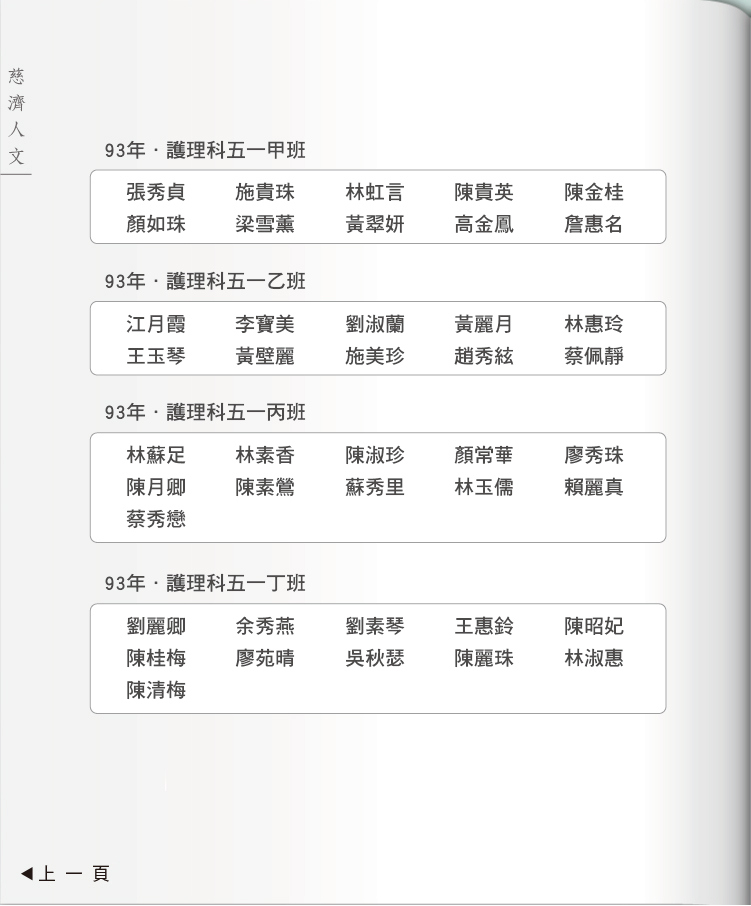 慈濟人文
93年．護理科五一甲班
張秀貞 施貴珠 林虹言 陳貴英 陳金桂
顏如珠 梁雪薰 黃翠妍 高金鳳 詹惠名
93年．護理科五一乙班
江月霞 李寶美 劉淑蘭 黃麗月 林惠玲
王玉琴 黃壁麗 施美珍 趙秀絃 蔡佩靜
93年．護理科五一丙班
林蘇足 林素香 陳淑珍 顏常華 廖秀珠
陳月卿 陳素鶯 蘇秀里 林玉儒 賴麗真
蔡秀戀
93年．護理科五一丁班
劉麗卿 余秀燕 劉素琴 王惠鈴 陳昭妃
陳桂梅 廖苑晴 吳秋瑟 陳麗珠 林淑惠
陳清梅
◀上一頁